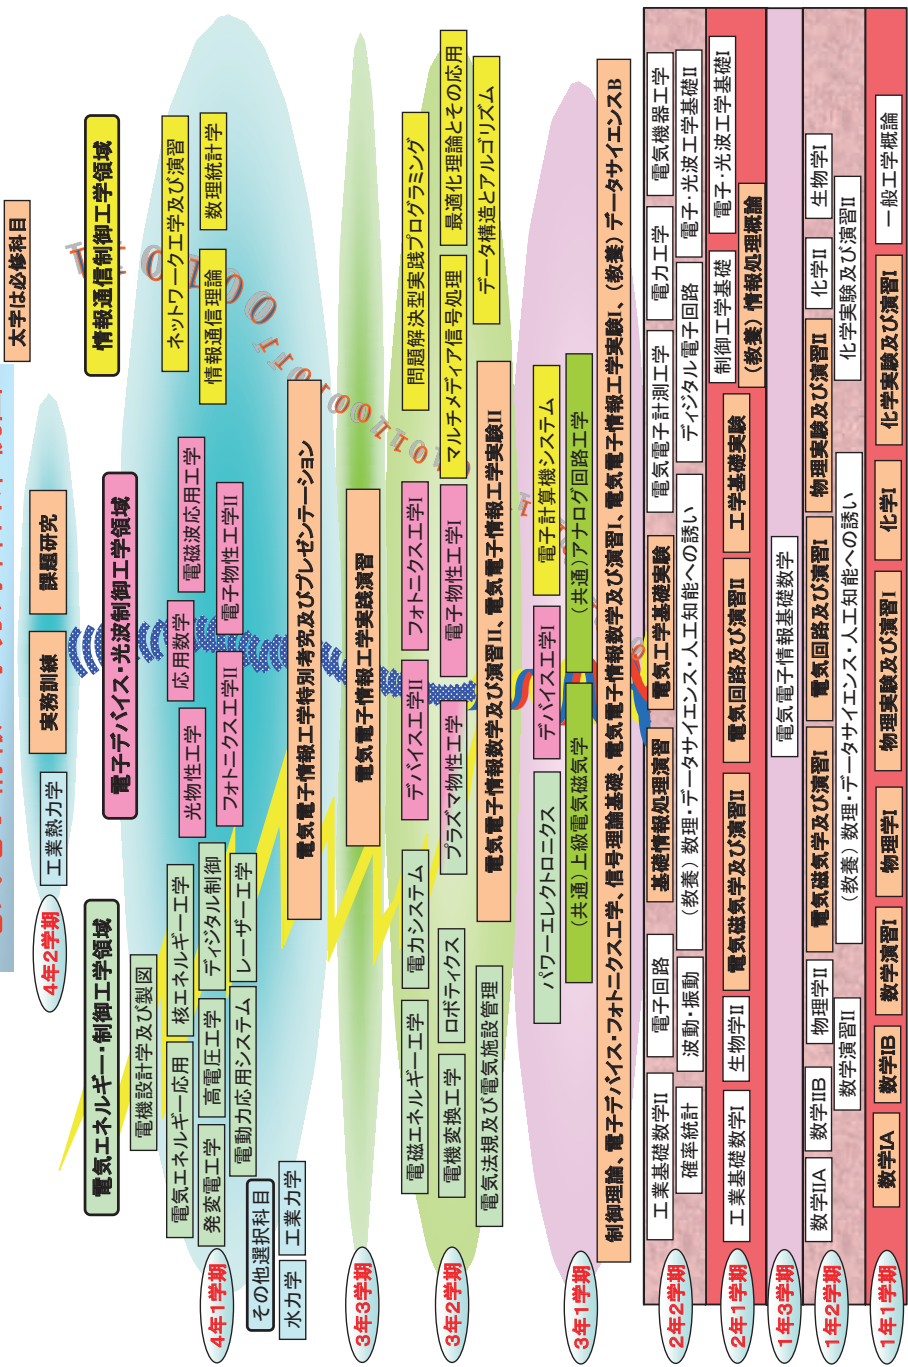 太字は必修科目
4年2学期
工業熱力学
実務訓練
課題研究
電気エネルギー・制御工学領域
電子デバイス・光波制御工学領域
情報通信制御工学領域
4年1学期
電機設計学及び製図
電気エネルギー応用
核エネルギー工学
光物性工学
応用数学
電磁波応用工学
ネットワーク工学及び演習
発変電工学
高電圧工学
ディジタル制御
フォトニクス工学II
電子物性工学II
情報通信理論
数理統計学
電動力応用システム
レーザー工学
その他選択科目
水力学
工業力学
電気電子情報工学特別考究及びプレゼンテーション
3年3学期
電気電子情報工学実践演習
3年2学期
電磁エネルギー工学
電力システム
デバイス工学II
フォトニクス工学I
問題解決型実践プログラミング
電機変換工学
ロボティクス
プラズマ物性工学
電子物性工学I
マルチメディア信号処理
最適化理論とその応用
電気法規及び電気施設管理
電気電子情報数学及び演習II、電気電子情報工学実験II
データ構造とアルゴリズム
3年1学期
パワーエレクトロニクス
デバイス工学I
電子計算機システム
（共通）上級電気磁気学
（共通）アナログ回路工学
制御理論、電子デバイス・フォトニクス工学、信号理論基礎、電気電子情報数学及び演習I、電気電子情報工学実験I、（教養）データサイエンスB
2年2学期
工業基礎数学II
電子回路
基礎情報処理演習
電気工学基礎実験
電気電子計測工学
電力工学
電気機器工学
確率統計
波動・振動
（教養）数理・データサイエンス・人工知能への誘い
ディジタル電子回路
電子・光波工学基礎II
2年1学期
工業基礎数学I
生物学II
電気磁気学及び演習II
電気回路及び演習II
工学基礎実験
制御工学基礎
電子・光波工学基礎I
（教養）情報処理概論
1年3学期
電気電子情報基礎数学
1年2学期
数学IIA
数学IIB
物理学II
電気磁気学及び演習I
電気回路及び演習I
物理実験及び演習II
化学II
生物学I
数学演習II
（教養）数理・データサイエンス・人工知能への誘い
化学実験及び演習II
1年1学期
数学IA
数学IB
数学演習I
物理学I
物理実験及び演習I
化学I
化学実験及び演習I
一般工学概論